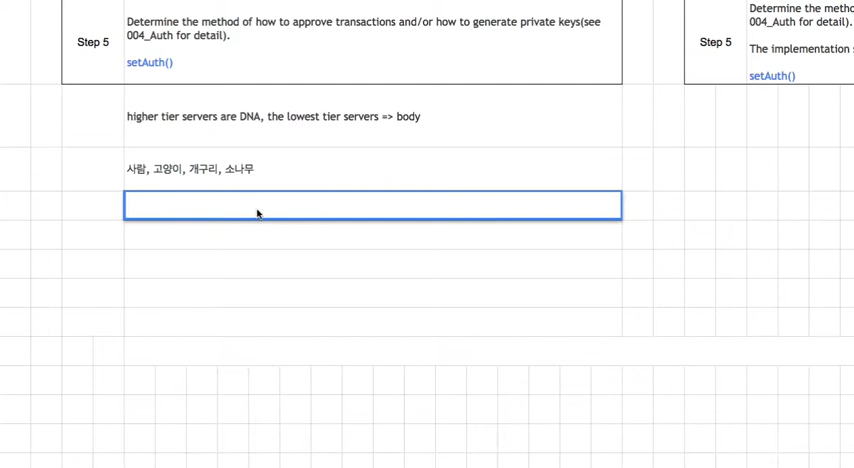 Step 5
Determine the method of how to approve transactions and/or how to generate private keys(see
004_Auth for detail).
setAuth()
higher tier servers are DNA, the lowest tier servers => body
사람, 고양이, 개구리, 소나무
Step 5
Determine the
004_Auth for detail).
The implementation
setAuth()